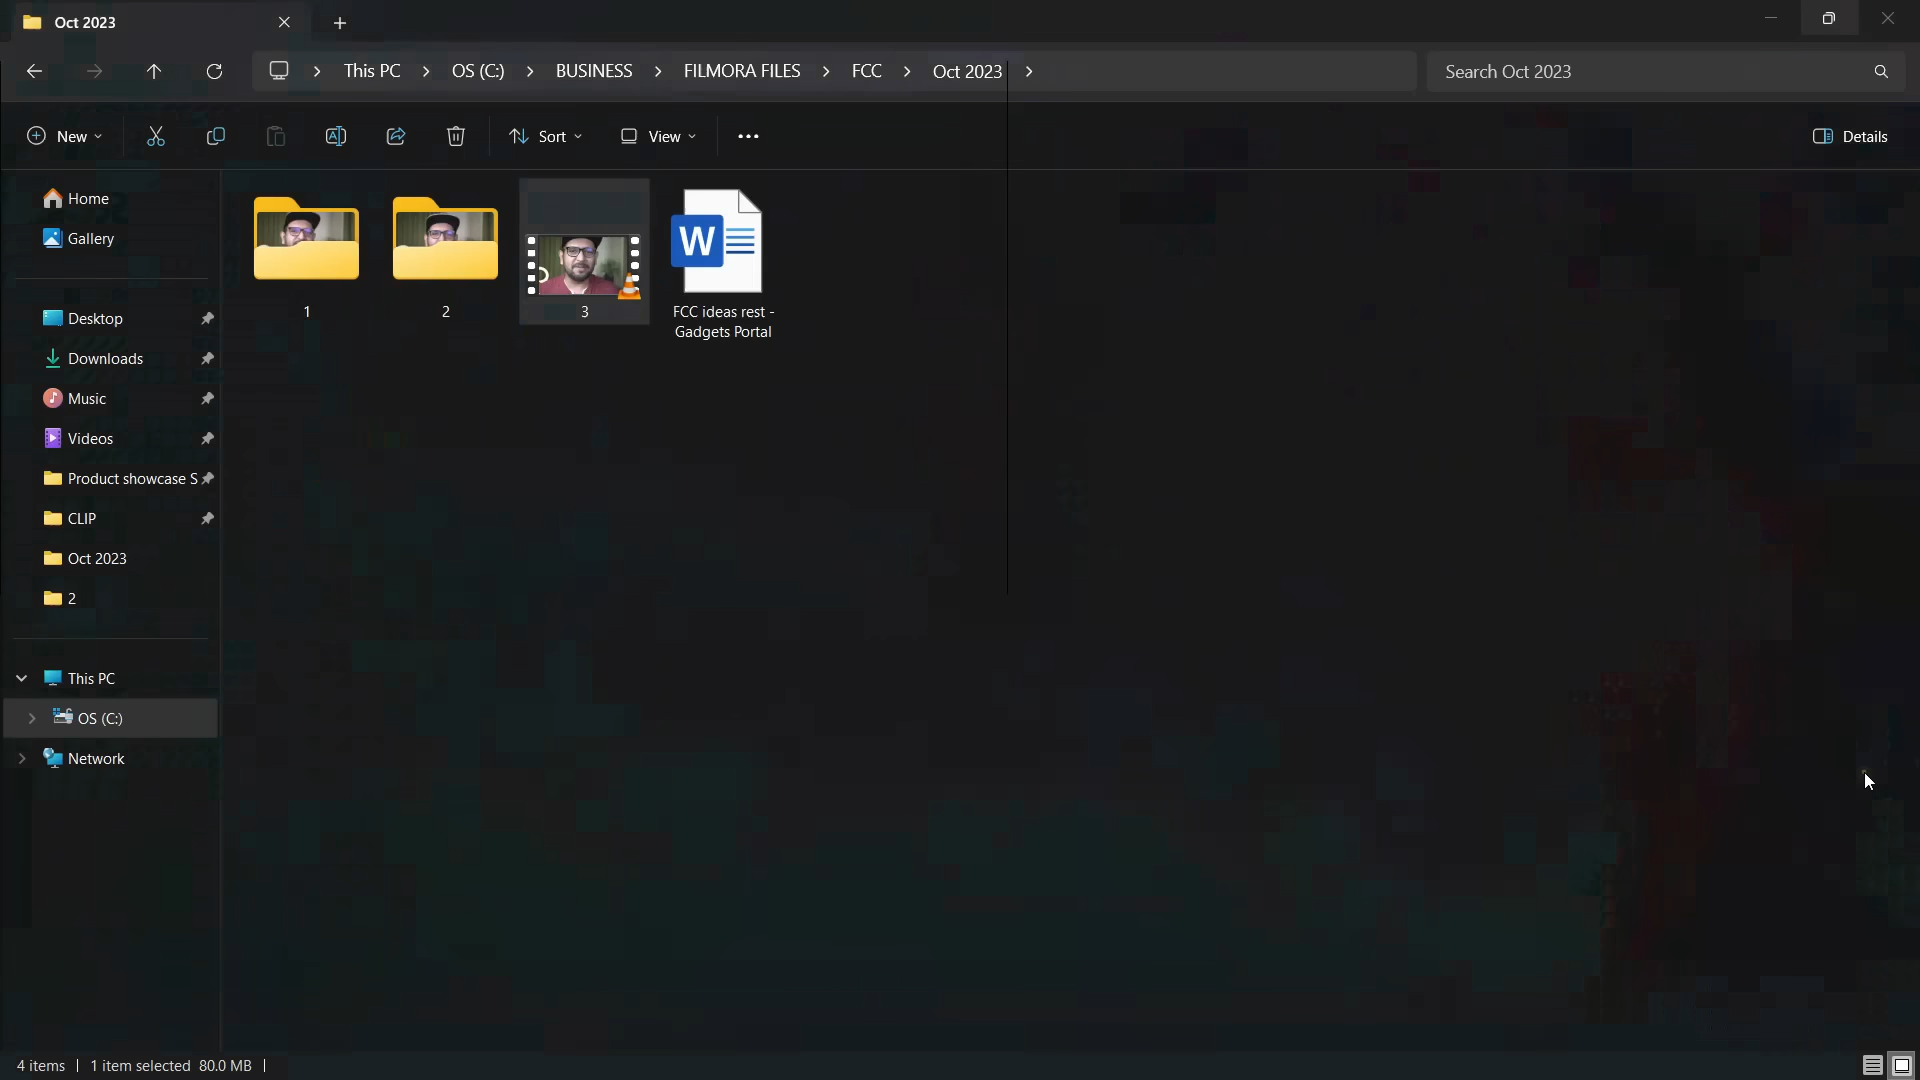 Oct 2023
This PC > OS (C:) > BUSINESS > FILMORA FILES > FCC > Oct 2023 >
Search Oct 2023
New
Sort
View
Details
Home
Gallery
Desktop
Downloads
Music
Videos
Product showcase S
CLIP
Oct 2023
2
This PC
OS (C:)
Network
1
2
3
W
FCC ideas rest -
Gadgets Portal
4 items
1 item selected 80.0 MB